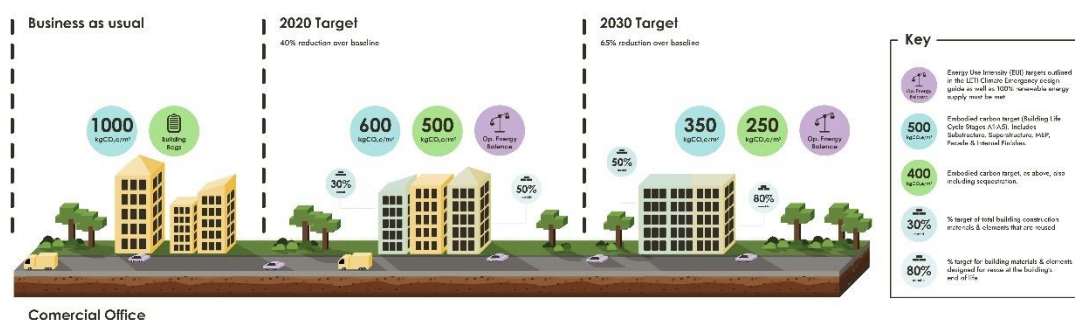 Business as usual
2020 Target
40% reduction over baseline
2030 Target
65% reduction over baseline
1000
kgCO₂e/m²
Building
Regs
600
kgCO₂e/m²
500
kgCO₂e/m²
Op. Energy
Balance
350
kgCO₂e/m²
250
kgCO₂e/m²
Op. Energy
Balance
30%
50%
50%
80%
Comercial Office
Key
Op. Energy
Balance
Energy Use Intensity (EUI) targets outlined
in the LETI Climate Emergency design
guide as well as 100% renewable energy
supply must be met
500
kgCO₂e/m²
Embodied carbon target (Building Life
Cycle Stages A1-A5). Includes
Substructure, Superstructure, MEP,
Facade & Internal Finishes.
400
kgCO₂e/m²
Embodied carbon target, as above, also
including sequestration.
30%
% target of total building construction
materials & elements that are reused
80%
% target for building materials & elements
designed for reuse at the building's
end of life